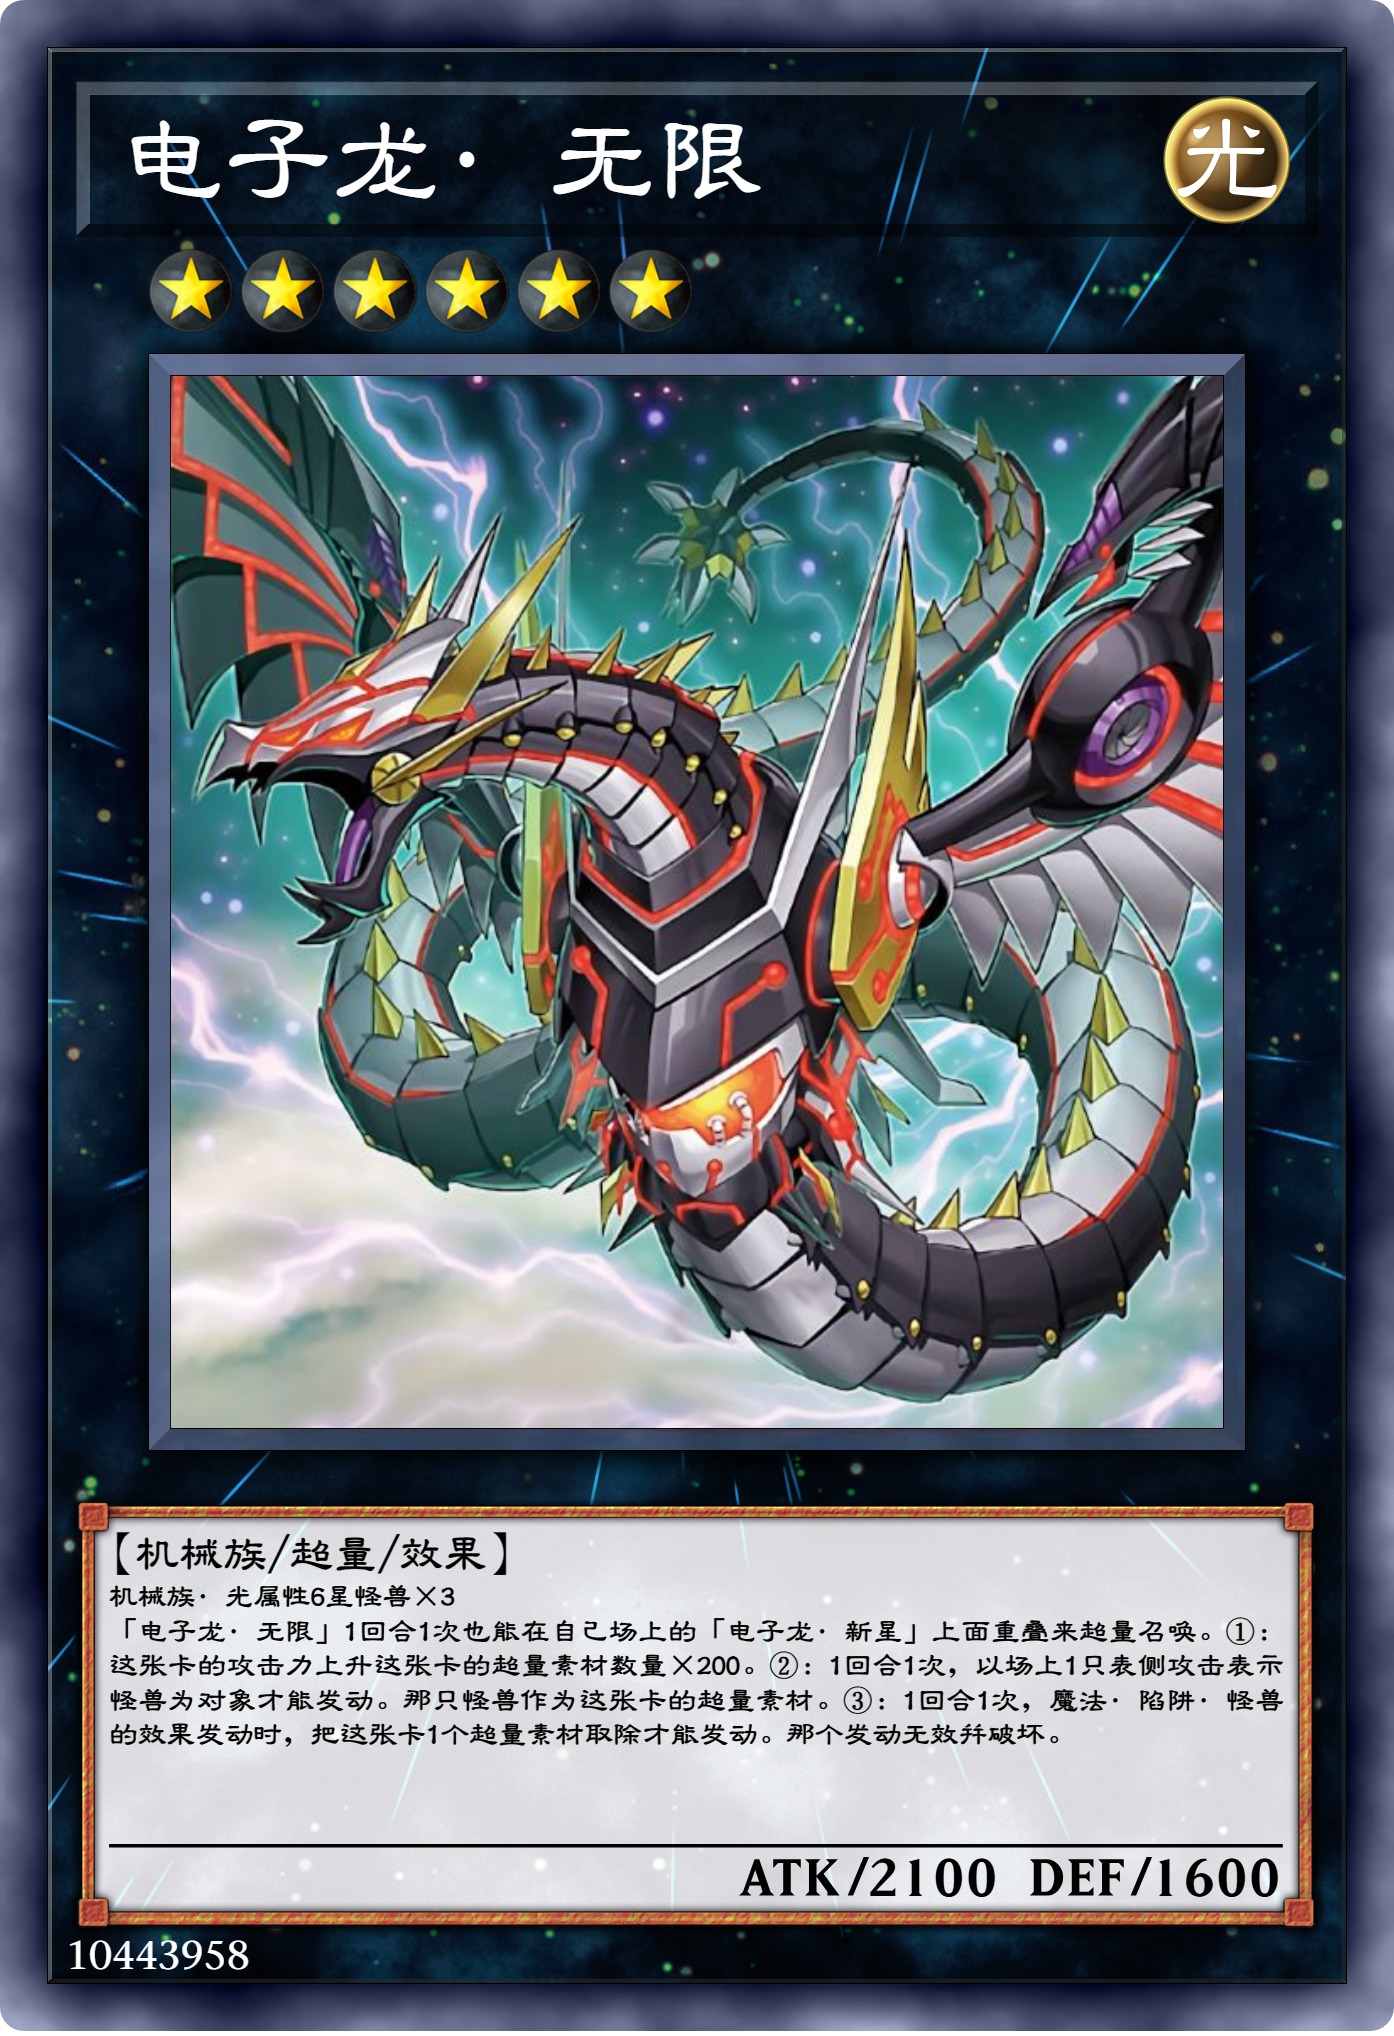 电子龙·无限
光
【机械族/超量/效果】
机械族·光属性6星怪兽×3
「电子龙·无限」1回合1次也能在自己场上的「电子龙·新星」上面重叠来超量召唤。①：
这张卡的攻击力上升这张卡的超量素材数量×200。②：1回合1次，以场上1只表侧攻击表示
怪兽为对象才能发动。那只怪兽作为这张卡的超量素材。③：1回合1次，魔法·陷阱·怪兽
的效果发动时，把这张卡1个超量素材取除才能发动。那个发动无效并破坏。
ATK/2100 DEF/1600
10443958